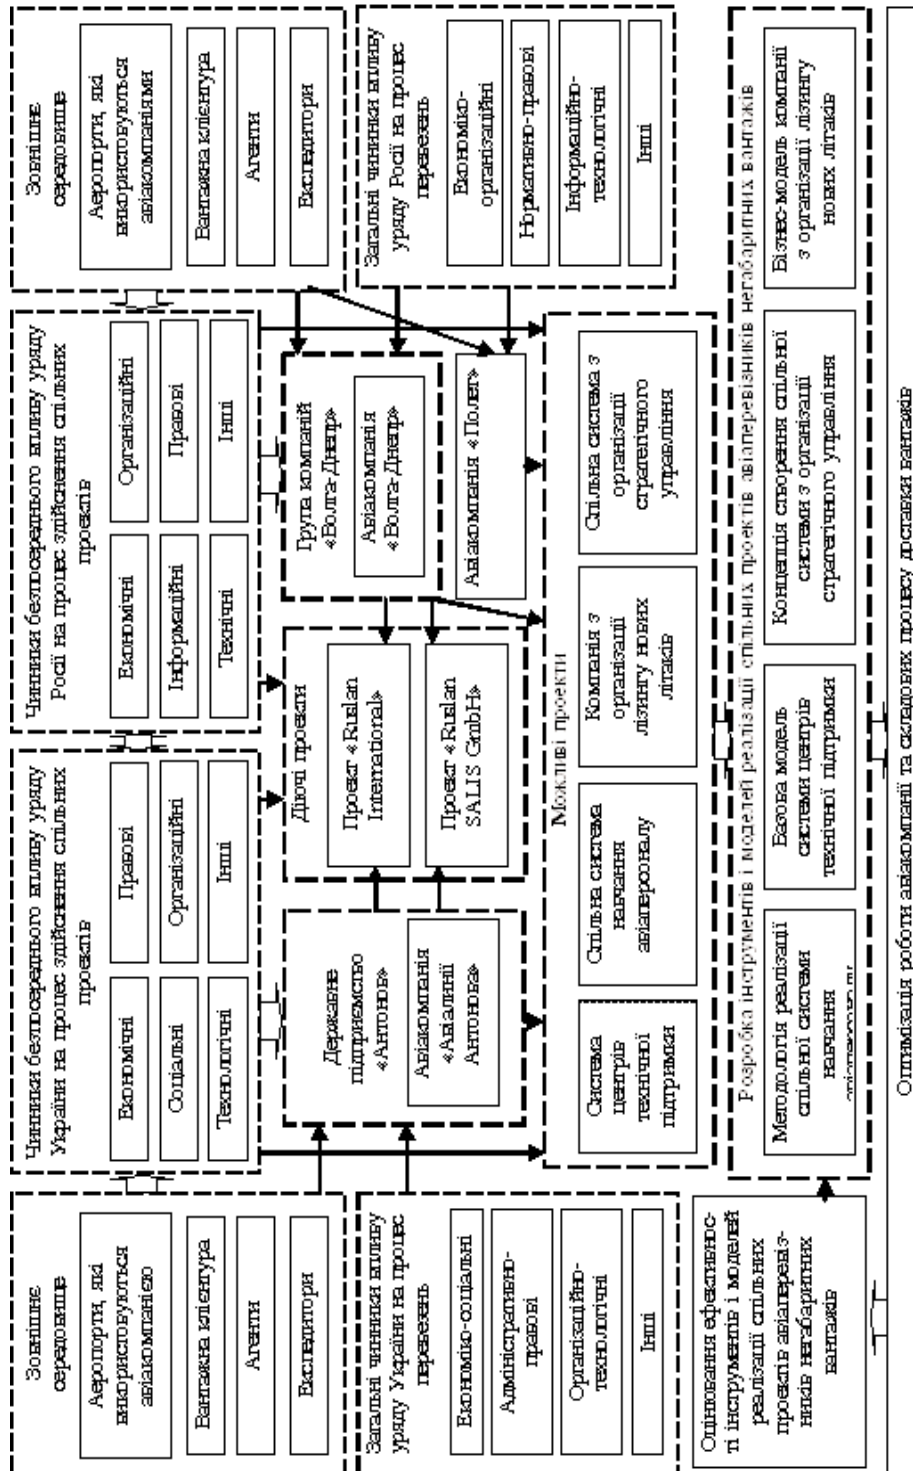 Зовнішнє
середовище
Аеропорти, які
використовуються
авіакомпанією
Вантажна клієнтура
Агенти
Експедитори
Чинники безпосереднього впливу уряду
України на процес здійснення спільних
проектів
Економічні
Правові
Соціальні
Організаційні
Технологічні
Інші
Чинники безпосереднього впливу уряду
Росії на процес здійснення спільних
проектів
Економічні
Організаційні
Інформаційні
Правові
Технічні
Інші
Зовнішнє
середовище
Аеропорти, які
використовуються
авіакомпаніями
Вантажна клієнтура
Агенти
Експедитори
Загальні чинники впливу
уряду України на процес
перевезень
Економіко-соціальні
Адміністративно-
правові
Організаційно-
технологічні
Інші
Державне
підприємство
«Антонов»
Авіакомпанія
«Авіалинії
Антонова»
Діючі проекти
Проект «Ruslan
International»
Проект «Ruslan
SALIS GmbH»
Група компаній
«Волга-Днепр»
Авіакомпанія
«Волга-Днепр»
Авіакомпанія «Полет»
Загальні чинники впливу
уряду Росії на процес
перевезень
Економіко-
організаційні
Нормативно-правові
Інформаційно-
технологічні
Інші
Можливі проекти
Система
центрів
технічної
підтримки
Спільна система
навчання
авіаперсоналу
Компанія з
організації
лізингу нових
літаків
Спільна система з
організації
стратегічного
управління
Оцінювання ефективнос-
ті інструментів і моделей
реалізації спільних
проектів авіаперевіз-
ників негабаритних
вантажів
Розробка інструментів і моделей реалізації спільних проектів авіаперевізників негабаритних вантажів
Методологія реалізації
спільної системи
навчання
Базова модель
системи центрів
технічної підтримки
Концепція створення спільної
системи з організації
стратегічного управління
Бізнес-модель компанії
з організації лізингу
нових літаків
Оптимізація роботи авіакомпанії та складових процесу доставки вантажів